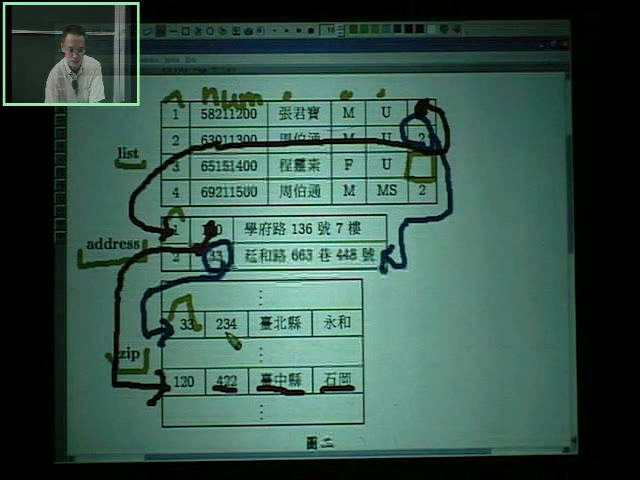 num
1 58211200 張君寶 M U
2 63011300 周伯通 M U 2
list
3 65151400 程靈素 F U
4 69211500 周伯通 M MS 2
address
1 學府路 136 號 7 樓
2 33 延和路 663 巷 448 號
33 234 臺北縣 永和
zip
120 422 臺中縣 石岡
圖二